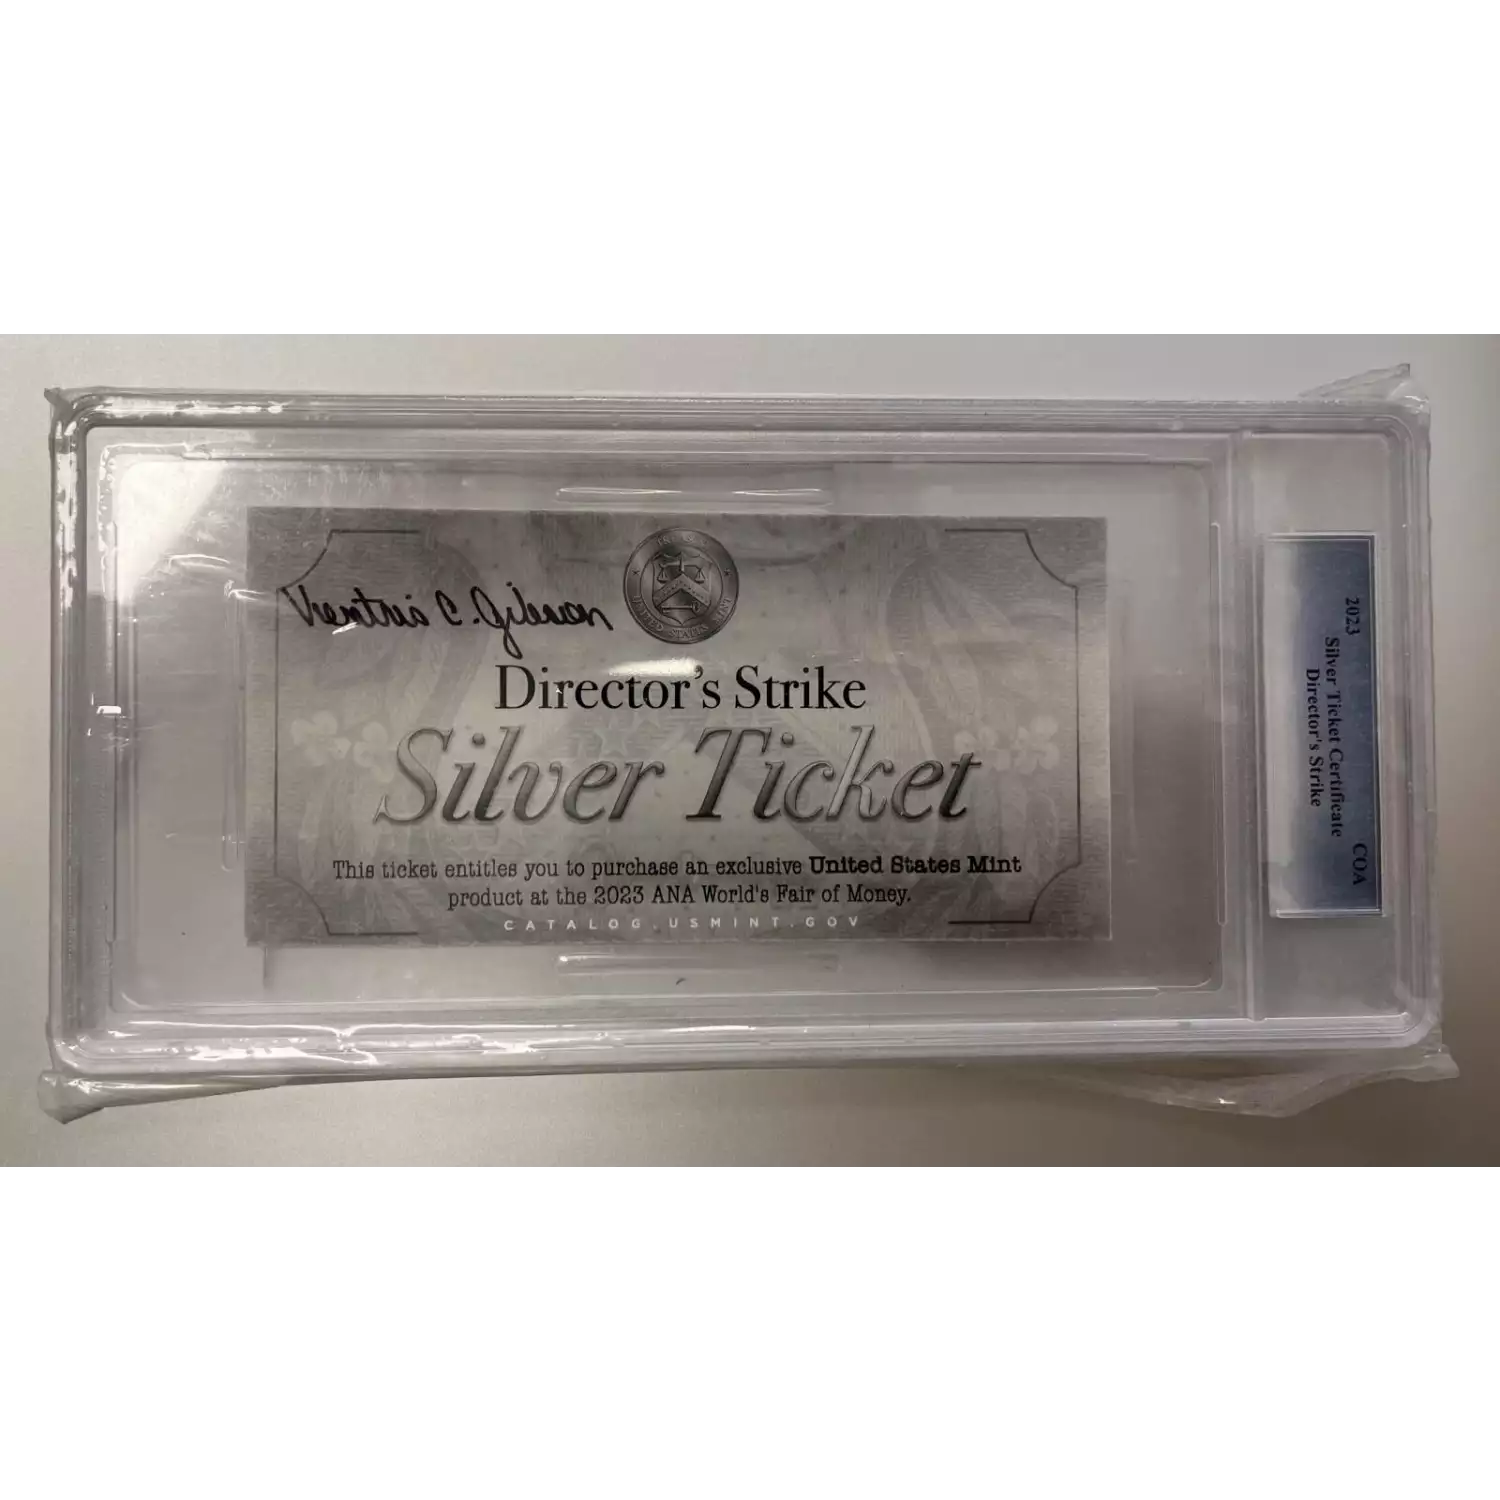 Ventris C. Gibson
Director's Strike
Silver Ticket
This ticket entitles you to purchase an exclusive United States Mint
product at the 2023 ANA World's Fair of Money.
CATALOG.USMINT.GOV
2023
Silver Ticket Certificate
Director's Strike
COA